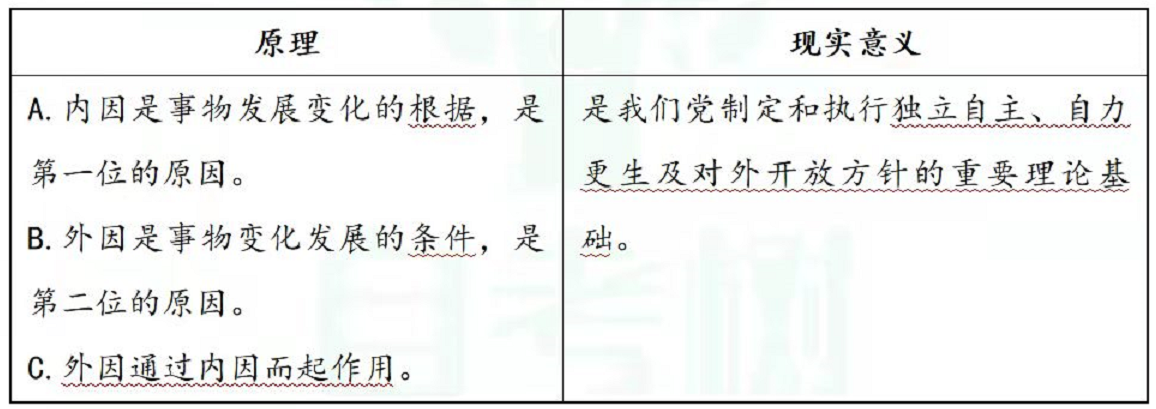 原理
现实意义
A. 内因是事物发展变化的根据，是
第一位的原因。
B. 外因是事物变化发展的条件，是
第二位的原因。
C. 外因通过内因而起作用。
是我们党制定和执行独立自主、自力
更生及对外开放方针的重要理论基
础。
自考树